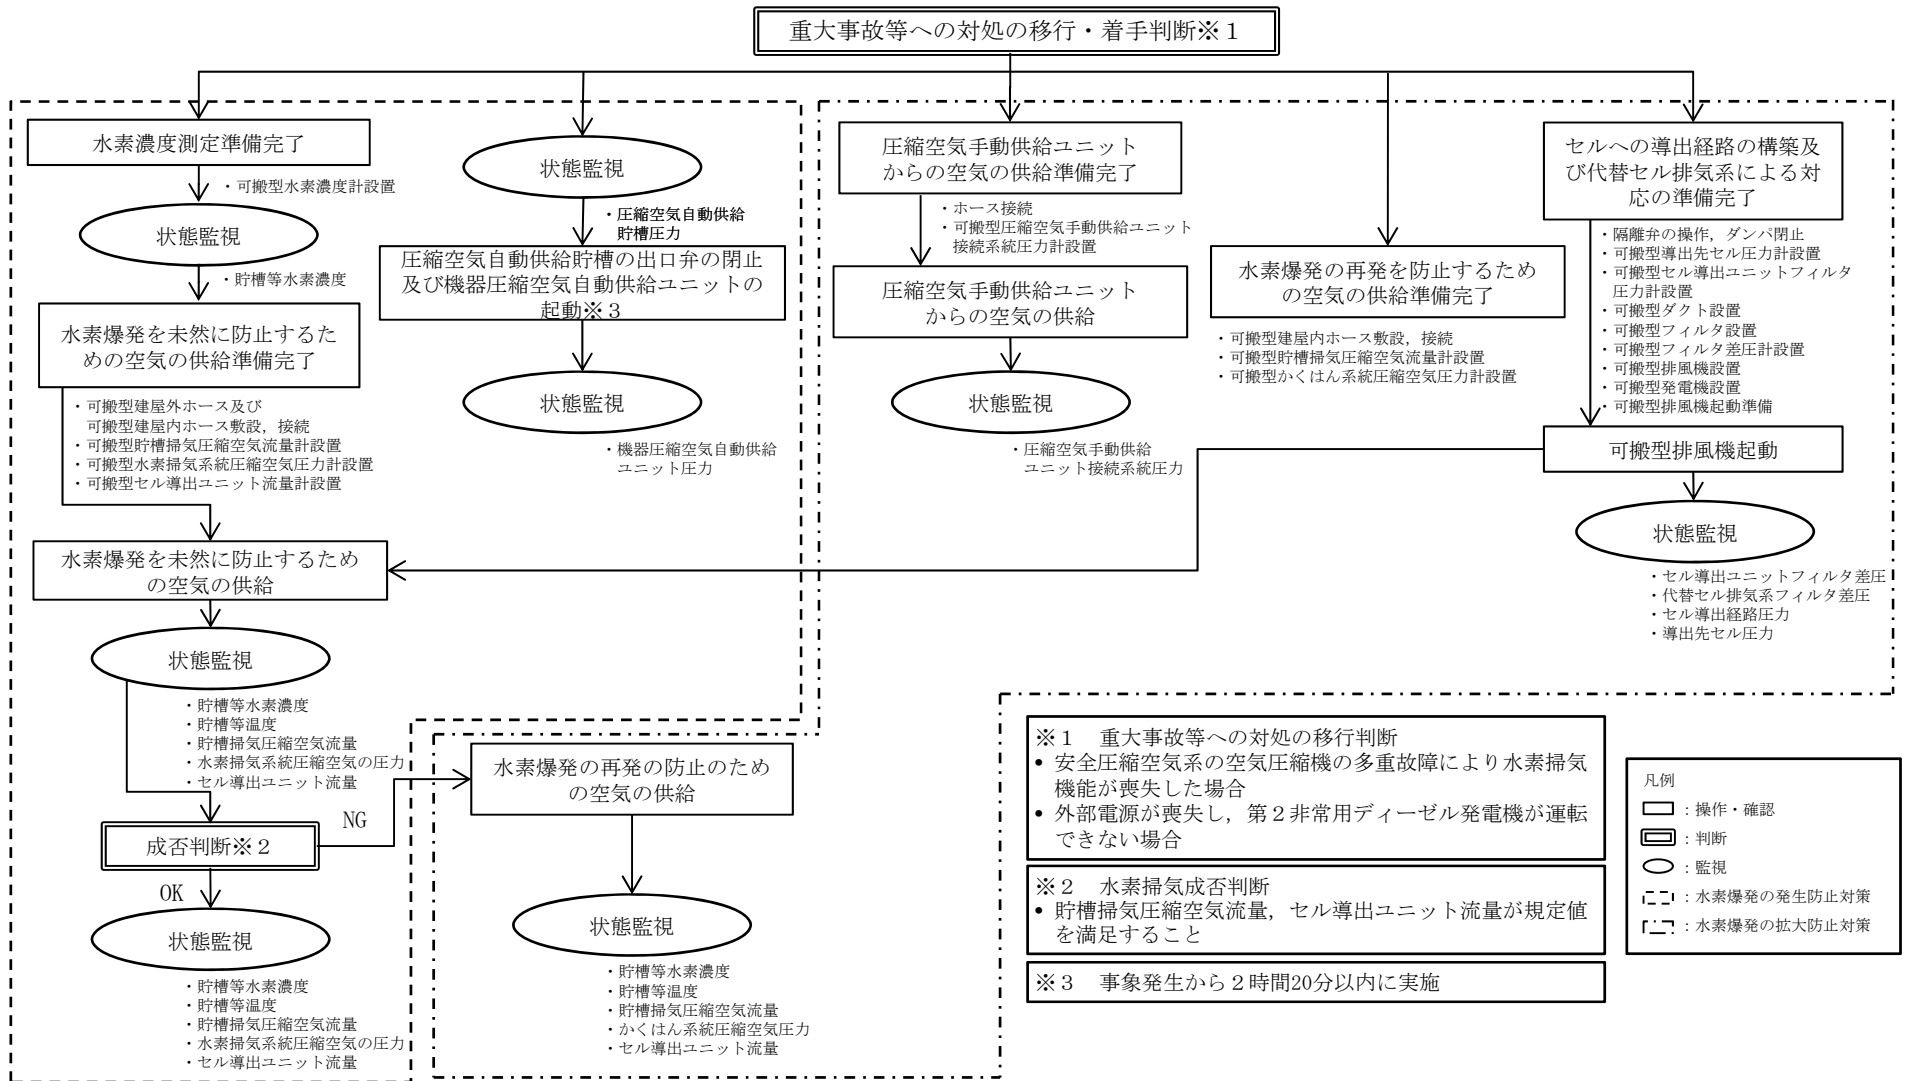 重大事故等への対処の移行・着手判断※１
水素濃度測定準備完了
・可搬型水素濃度計設置
状態監視
・貯槽等水素濃度
水素爆発を未然に防止するた
めの空気の供給準備完了
・可搬型建屋外ホース及び
可搬型建屋内ホース敷設，接続
・可搬型貯槽掃気圧縮空気流量計設置
・可搬型水素掃気系統圧縮空気圧力計設置
・可搬型セル導出ユニット流量計設置
水素爆発を未然に防止するため
の空気の供給
状態監視
・貯槽等水素濃度
・貯槽等温度
・貯槽掃気圧縮空気流量
・水素掃気系統圧縮空気の圧力
・セル導出ユニット流量
成否判断※２
NG
OK
状態監視
・貯槽等水素濃度
・貯槽等温度
・貯槽掃気圧縮空気流量
・水素掃気系統圧縮空気の圧力
・セル導出ユニット流量
状態監視
・圧縮空気自動供給
貯槽圧力
圧縮空気自動供給貯槽の出口弁の閉止
及び機器圧縮空気自動供給ユニットの
起動※３
状態監視
・機器圧縮空気自動供給
ユニット圧力
水素爆発の再発の防止のため
の空気の供給
状態監視
・貯槽等水素濃度
・貯槽等温度
・貯槽掃気圧縮空気流量
・かくはん系統圧縮空気圧力
・セル導出ユニット流量
圧縮空気手動供給ユニット
からの空気の供給準備完了
・ホース接続
・可搬型圧縮空気手動供給ユニット
接続系統圧力計設置
圧縮空気手動供給ユニット
からの空気の供給
状態監視
・圧縮空気手動供給
ユニット接続系統圧力
水素爆発の再発を防止するため
の空気の供給準備完了
・可搬型建屋内ホース敷設，接続
・可搬型貯槽掃気圧縮空気流量計設置
・可搬型かくはん系統圧縮空気圧力計設置
セルへの導出経路の構築及
び代替セル排気系による対
応の準備完了
・隔離弁の操作，ダンパ閉止
・可搬型導出先セル圧力計設置
・可搬型セル導出ユニットフィルタ
圧力計設置
・可搬型ダクト設置
・可搬型フィルタ設置
・可搬型フィルタ差圧計設置
・可搬型排風機設置
・可搬型発電機設置
・可搬型排風機起動準備
可搬型排風機起動
状態監視
・セル導出ユニットフィルタ差圧
・代替セル排気系フィルタ差圧
・セル導出経路圧力
・導出先セル圧力
※１　重大事故等への対処の移行判断
• 安全圧縮空気系の空気圧縮機の多重故障により水素掃気
機能が喪失した場合
• 外部電源が喪失し，第２非常用ディーゼル発電機が運転
できない場合
※２　水素掃気成否判断
• 貯槽掃気圧縮空気流量，セル導出ユニット流量が規定値
を満足すること
※３　事象発生から２時間20分以内に実施
凡例
：操作・確認
：判断
：監視
：水素爆発の発生防止対策
：水素爆発の拡大防止対策